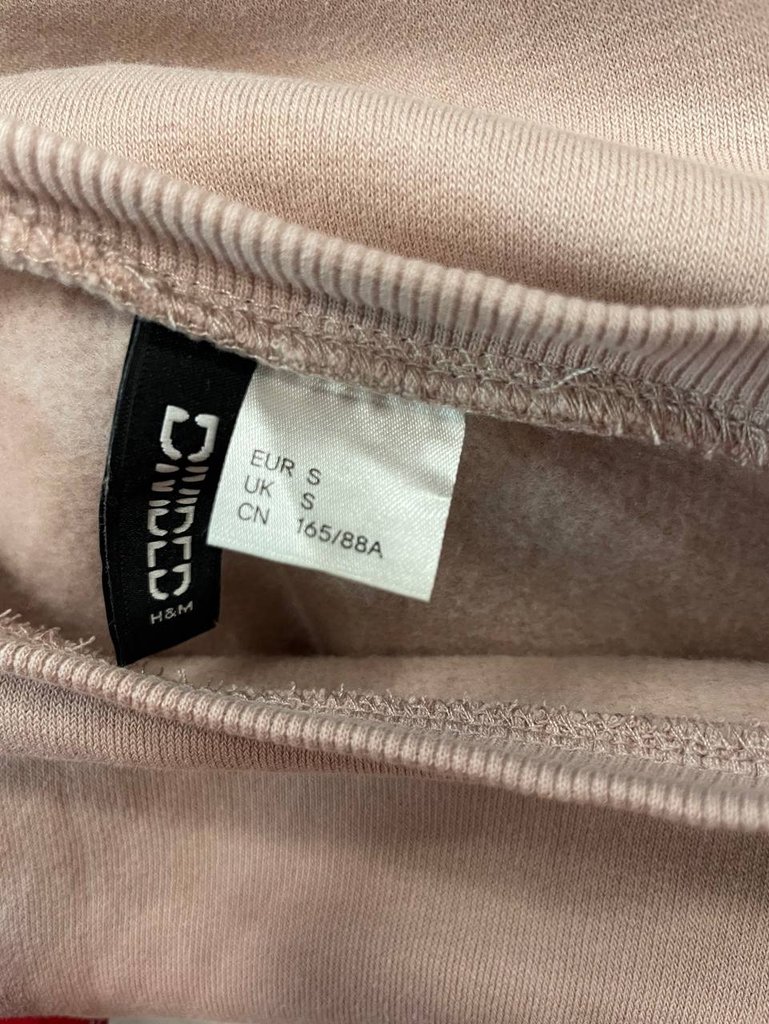 DIVIDED
H&M
EUR S
UK S
CN 165/88A